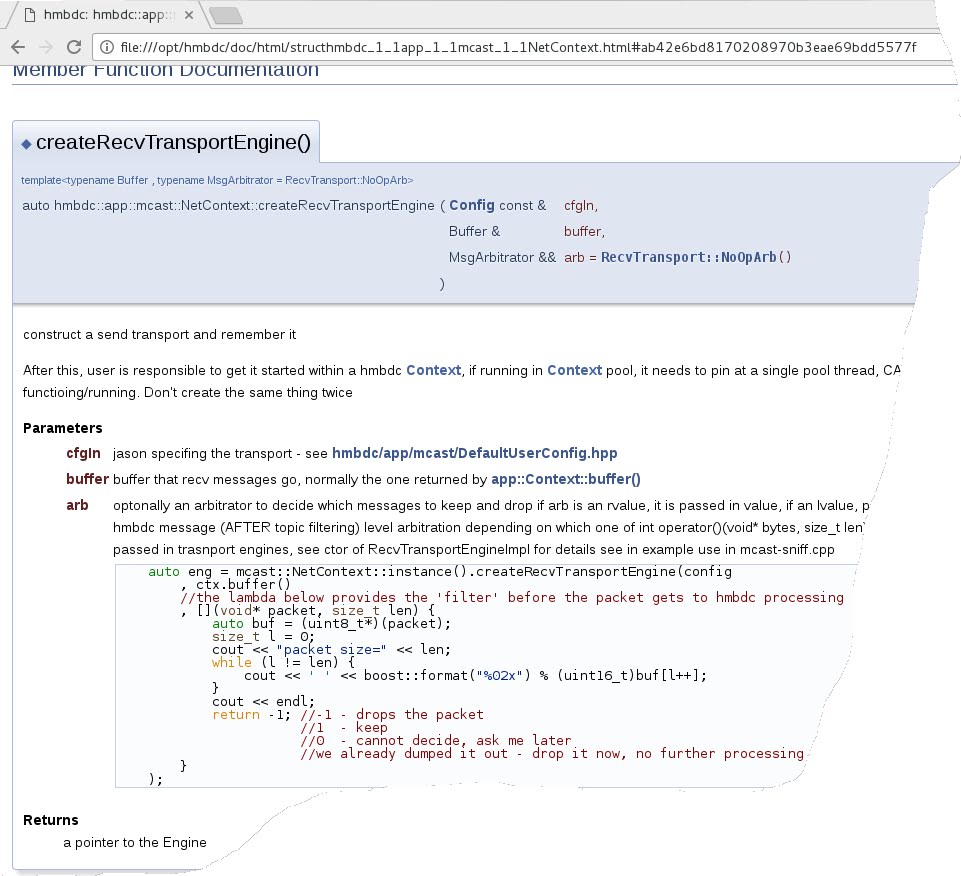 hmbdc: hmbdc::app::
file:///opt/hmbdc/doc/html/structhmbdc_1_1app_1_1mcast_1_1NetContext.html#ab42e6bd8170208970b3eae69bdd5577f
Member Function Documentation
◆ createRecvTransportEngine()
template<typename Buffer , typename MsgArbitrator = RecvTransport::NoOpArb>
auto hmbdc::app::mcast::NetContext::createRecvTransportEngine ( Config const & cfgIn,
Buffer & buffer,
MsgArbitrator && arb = RecvTransport::NoOpArb()
)
construct a send transport and remember it
After this, user is responsible to get it started within a hmbdc Context, if running in Context pool, it needs to pin at a single pool thread, CA
functioing/running. Don't create the same thing twice
Parameters
cfgIn jason specifing the transport - see hmbdc/app/mcast/DefaultUserConfig.hpp
buffer buffer that recv messages go, normally the one returned by app::Context::buffer()
arb optonally an arbitrator to decide which messages to keep and drop if arb is an rvalue, it is passed in value, if an lvalue, p
hmbdc message (AFTER topic filtering) level arbitration depending on which one of int operator()(void* bytes, size_t len)
passed in trasnport engines, see ctor of RecvTransportEngineImpl for details see in example use in mcast-sniff.cpp
auto eng = mcast::NetContext::instance().createRecvTransportEngine(config
, ctx.buffer()
//the lambda below provides the 'filter' before the packet gets to hmbdc processing
, [](void* packet, size_t len) {
auto buf = (uint8_t*)(packet);
size_t l = 0;
cout << "packet size=" << len;
while (l != len) {
cout << ' ' << boost::format("%02x") % (uint16_t)buf[l++];
}
cout << endl;
return -1; //-1 - drops the packet
//1 - keep
//0 - cannot decide, ask me later
//we already dumped it out - drop it now, no further processing
}
);
Returns
a pointer to the Engine